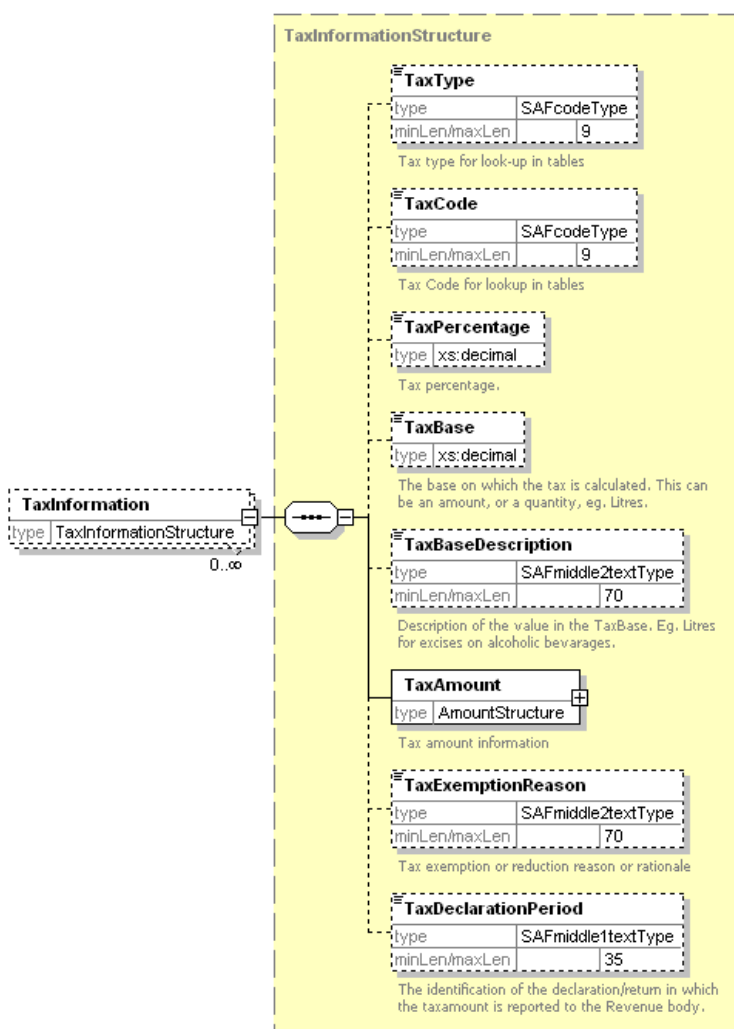 TaxInformationStructure
TaxType
type SAFcodeType
minLen/maxLen 9
Tax type for look-up in tables
TaxCode
type SAFcodeType
minLen/maxLen 9
Tax Code for lookup in tables
TaxPercentage
type xs:decimal
Tax percentage.
TaxBase
type xs:decimal
The base on which the tax is calculated. This can
be an amount, or a quantity, eg. Litres.
TaxInformation
type TaxInformationStructure
0..∞
TaxBaseDescription
type SAFmiddle2textType
minLen/maxLen 70
Description of the value in the TaxBase. Eg. Litres
for excises on alcoholic bevarages.
TaxAmount
type AmountStructure
Tax amount information
TaxExemptionReason
type SAFmiddle2textType
minLen/maxLen 70
Tax exemption or reduction reason or rationale
TaxDeclarationPeriod
type SAFmiddle1textType
minLen/maxLen 35
The identification of the declaration/return in which
the taxamount is reported to the Revenue body.